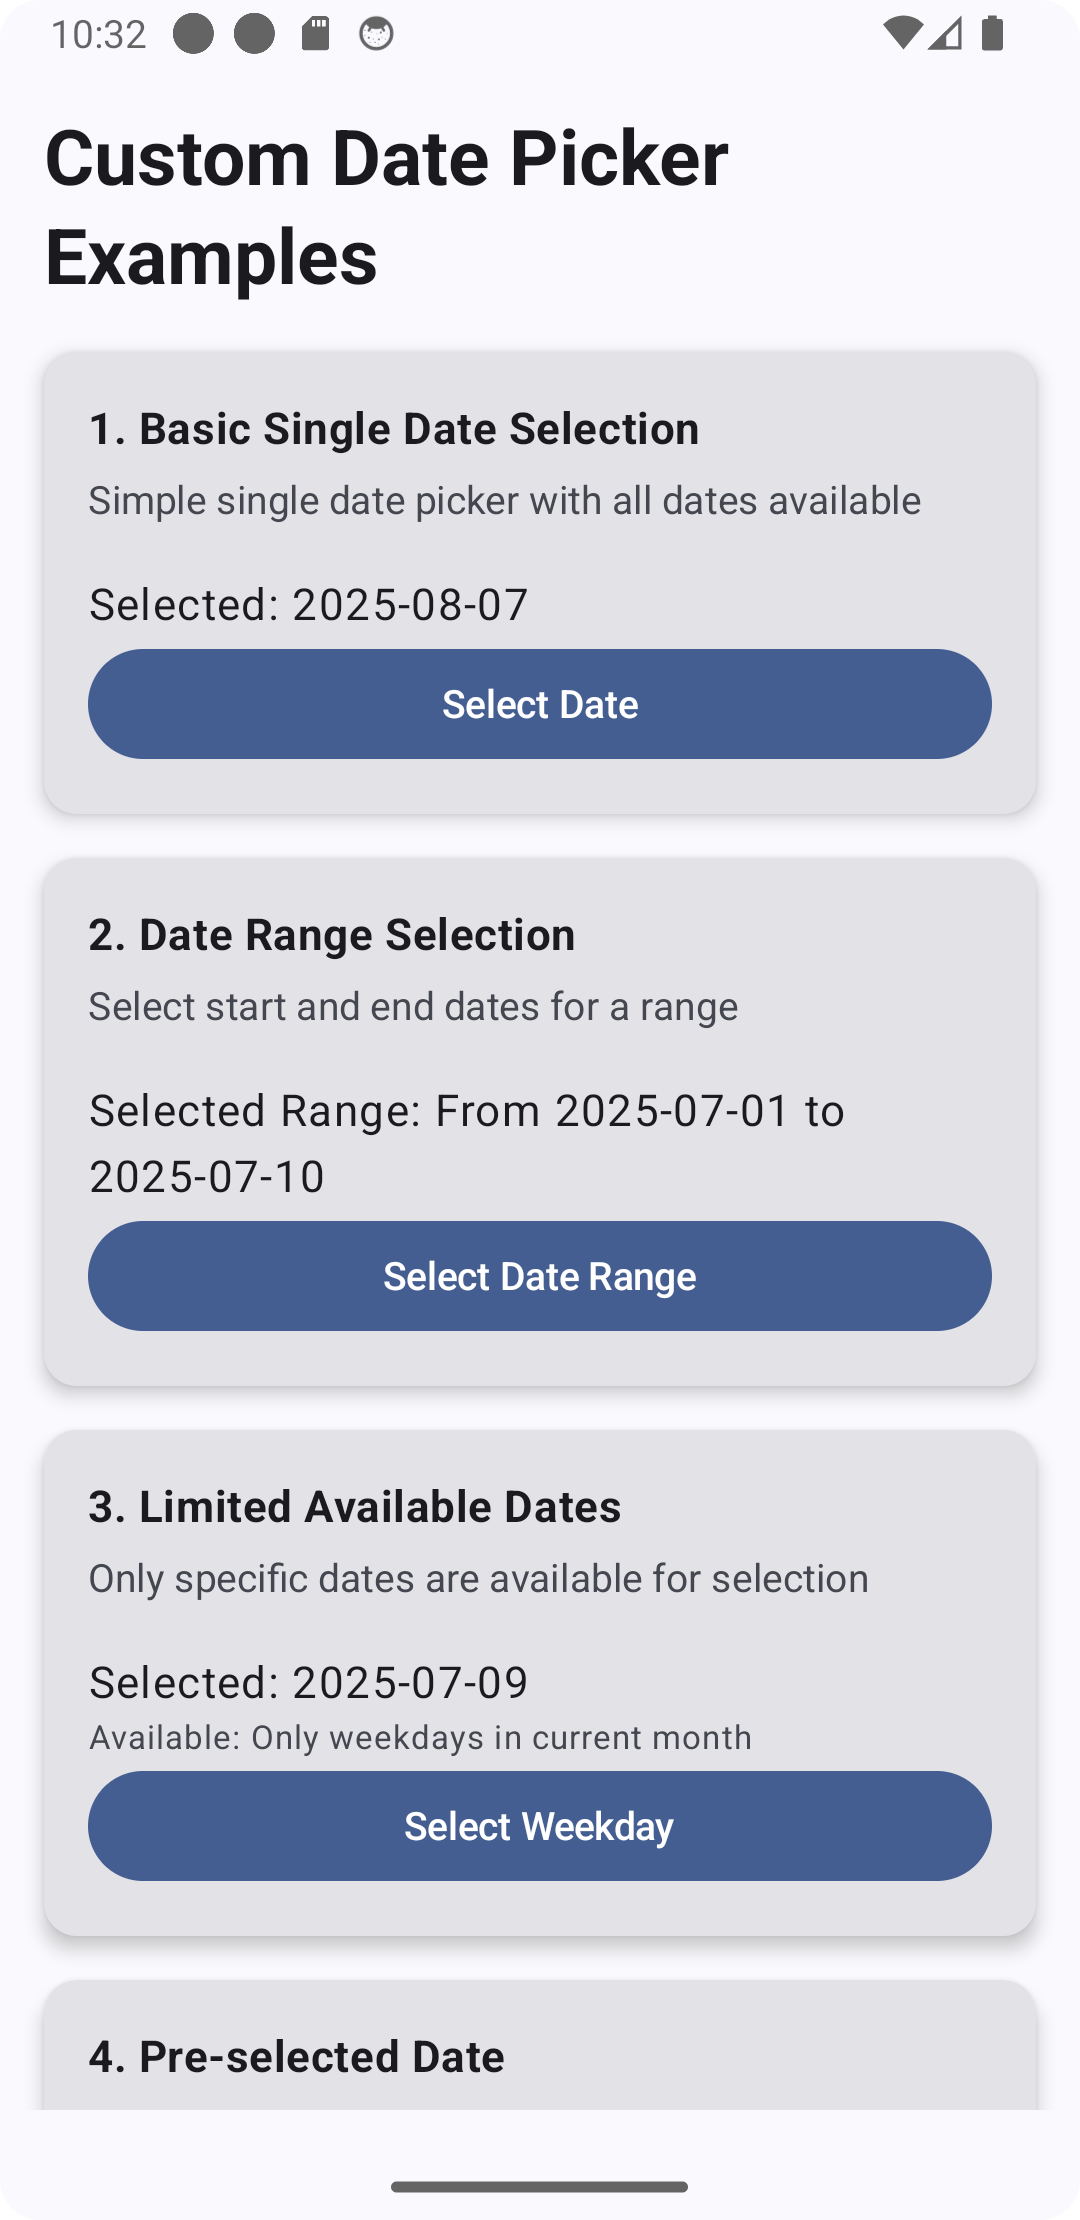 10:32
Custom Date Picker
Examples
1. Basic Single Date Selection
Simple single date picker with all dates available
Selected: 2025-08-07
Select Date
2. Date Range Selection
Select start and end dates for a range
Selected Range: From 2025-07-01 to
2025-07-10
Select Date Range
3. Limited Available Dates
Only specific dates are available for selection
Selected: 2025-07-09
Available: Only weekdays in current month
Select Weekday
4. Pre-selected Date